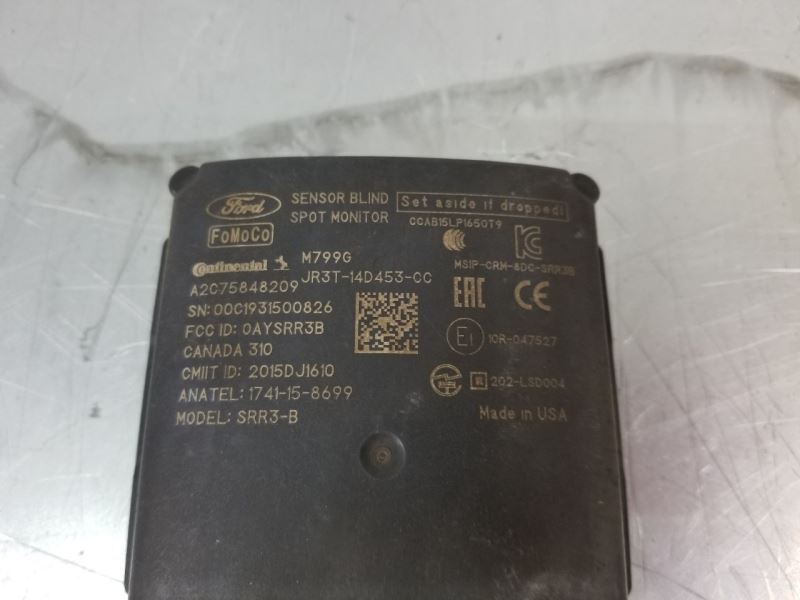 Ford
SENSOR BLIND
SPOT MONITOR
Set aside if dropped!
CCAB15LP1650T9
FoMoCo
Continental
M799G
JR3T-14D453-CC
MSIP-CRM-8DC-SRR3B
A2C75848209
SN: 00C1931500826
FCC ID: OAYSRR3B
CANADA 310
CMIIT ID: 2015DJ1610
ANATEL: 1741-15-8699
MODEL: SRR3-B
EAC
CE
E1
10R-047527
R
202-LSD004
Made in USA